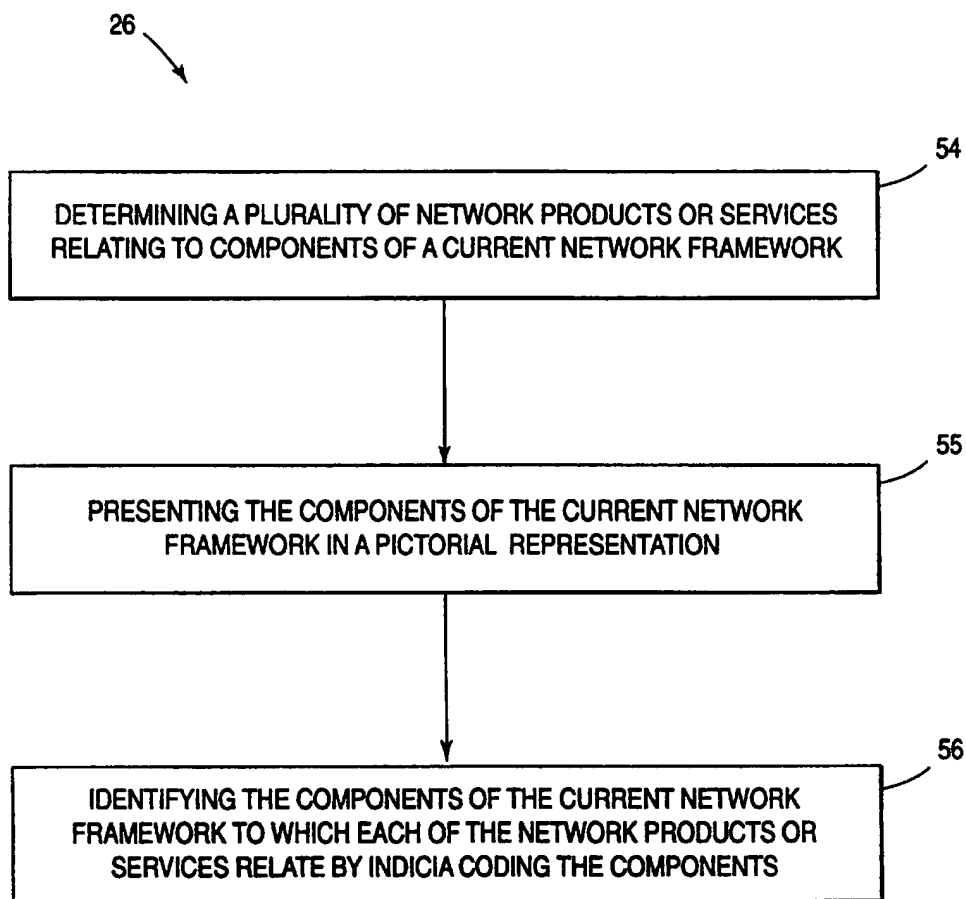 26
54
DETERMINING A PLURALITY OF NETWORK PRODUCTS OR SERVICES
RELATING TO COMPONENTS OF A CURRENT NETWORK FRAMEWORK
55
PRESENTING THE COMPONENTS OF THE CURRENT NETWORK
FRAMEWORK IN A PICTORIAL REPRESENTATION
56
IDENTIFYING THE COMPONENTS OF THE CURRENT NETWORK
FRAMEWORK TO WHICH EACH OF THE NETWORK PRODUCTS OR
SERVICES RELATE BY INDICIA CODING THE COMPONENTS